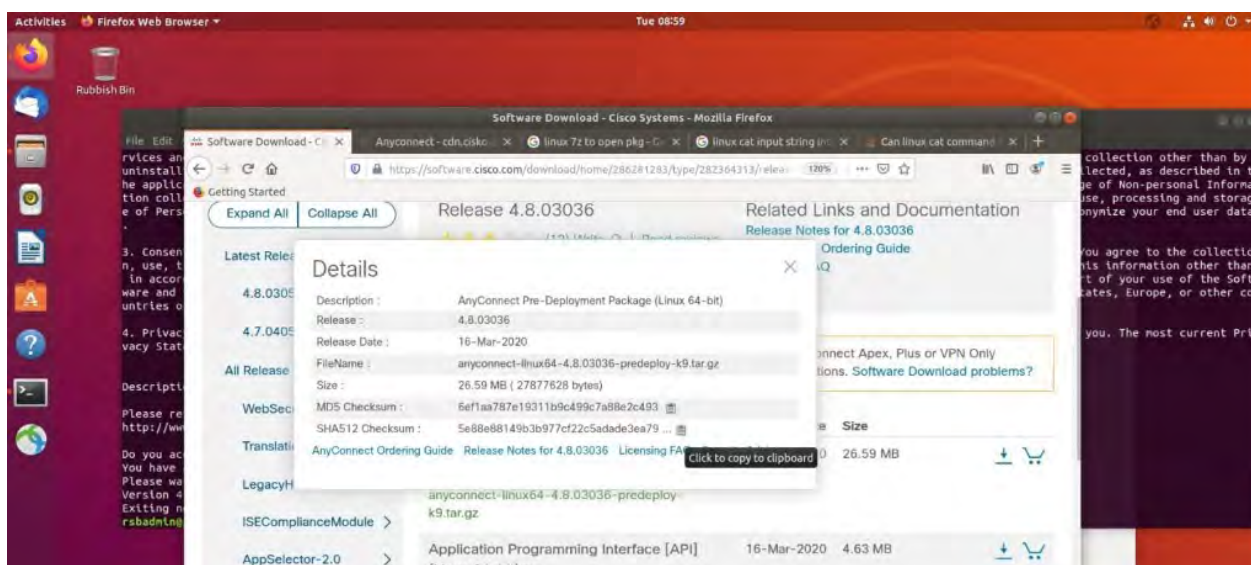 Activities Firefox Web Browser Tue 08:59
Rubbish Bin
Software Download - Cisco Systems - Mozilla Firefox
File Edit
Software Download - Ci
Anyconnect - cdn.cisko
linux 7z to open pkg - G
linux cat input string in
Can linux cat command
https://software.cisco.com/download/home/286281283/type/282364313/releas 120%
Getting Started
rvices an
uninstall
he applic
tion coll
e of Pers
.
3. Consen
n, use, t
in accor
ware and
untries o
4. Privac
vacy Stat
Descripti
Please re
http://ww
Do you ac
You have
Please wa
Version 4
Exiting n
rsbadmin@
Expand All Collapse All
Latest Relea
4.8.0305
4.7.0405
All Release
WebSec
Translati
LegacyH
ISEComplianceModule
AppSelector-2.0
Release 4.8.03036
Related Links and Documentation
Release Notes for 4.8.03036
Ordering Guide
Details
Description : AnyConnect Pre-Deployment Package (Linux 64-bit)
Release : 4.8.03036
Release Date : 16-Mar-2020
FileName : anyconnect-linux64-4.8.03036-predeploy-k9.tar.gz
Size : 26.59 MB ( 27877628 bytes)
MD5 Checksum : 6ef1aa787e19311b9c499c7a88e2c493
SHA512 Checksum : 5e88e88149b3b977cf22c5adade3ea79 ...
AnyConnect Ordering Guide Release Notes for 4.8.03036 Licensing FAQ
Click to copy to clipboard
nnect Apex, Plus or VPN Only
tions. Software Download problems?
Size
26.59 MB
anyconnect-linux64-4.8.03036-predeploy-
k9.tar.gz
Application Programming Interface [API] 16-Mar-2020 4.63 MB
collection other than by
llected, as described in t
ge of Non-personal Informa
use, processing and storag
onymize your end user data
You agree to the collectio
his information other than
rt of your use of the Soft
tates, Europe, or other co
you. The most current Pri